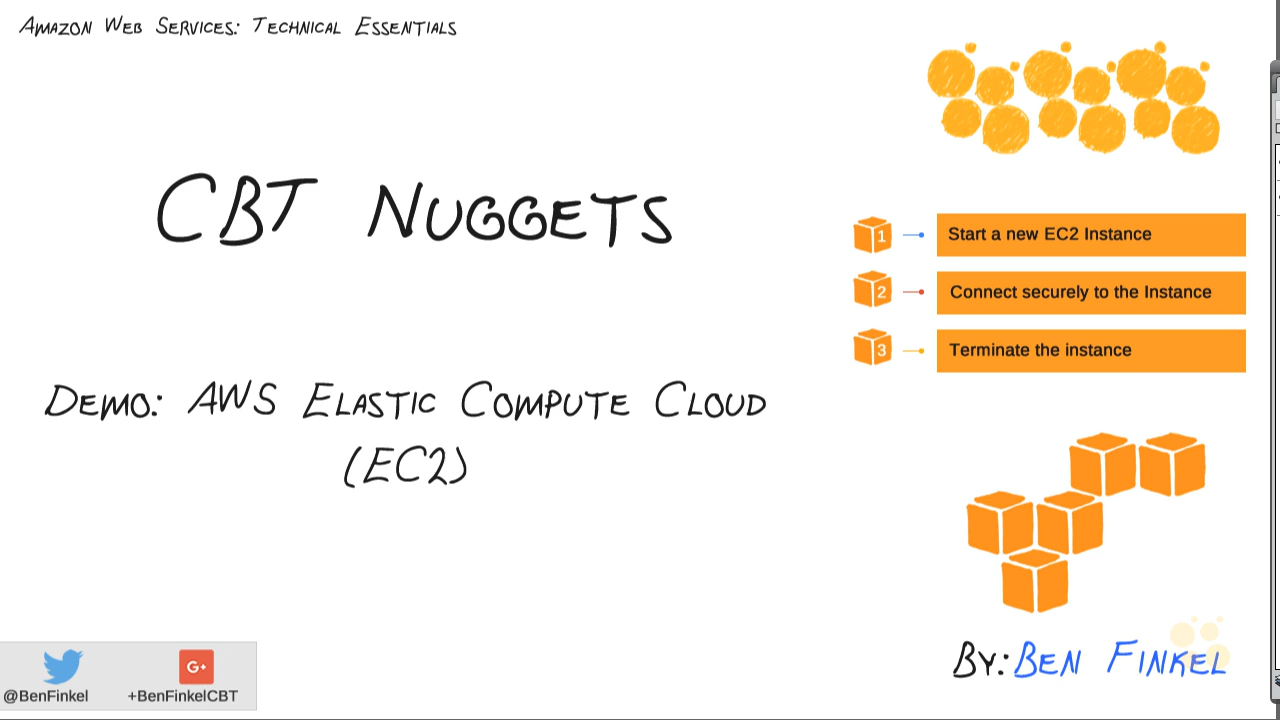 Amazon Web Services: Technical Essentials
CBT Nuggets
Demo: AWS Elastic Compute Cloud
(EC2)
1 Start a new EC2 Instance
2 Connect securely to the Instance
3 Terminate the instance
By: Ben Finkel
G+
@BenFinkel +BenFinkelCBT